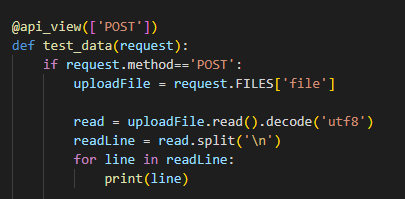 @api_view(['POST'])
def test_data(request):
    if request.method=='POST':
        uploadFile = request.FILES['file']

        read = uploadFile.read().decode('utf8')
        readLine = read.split('\n')
        for line in readLine:
            print(line)